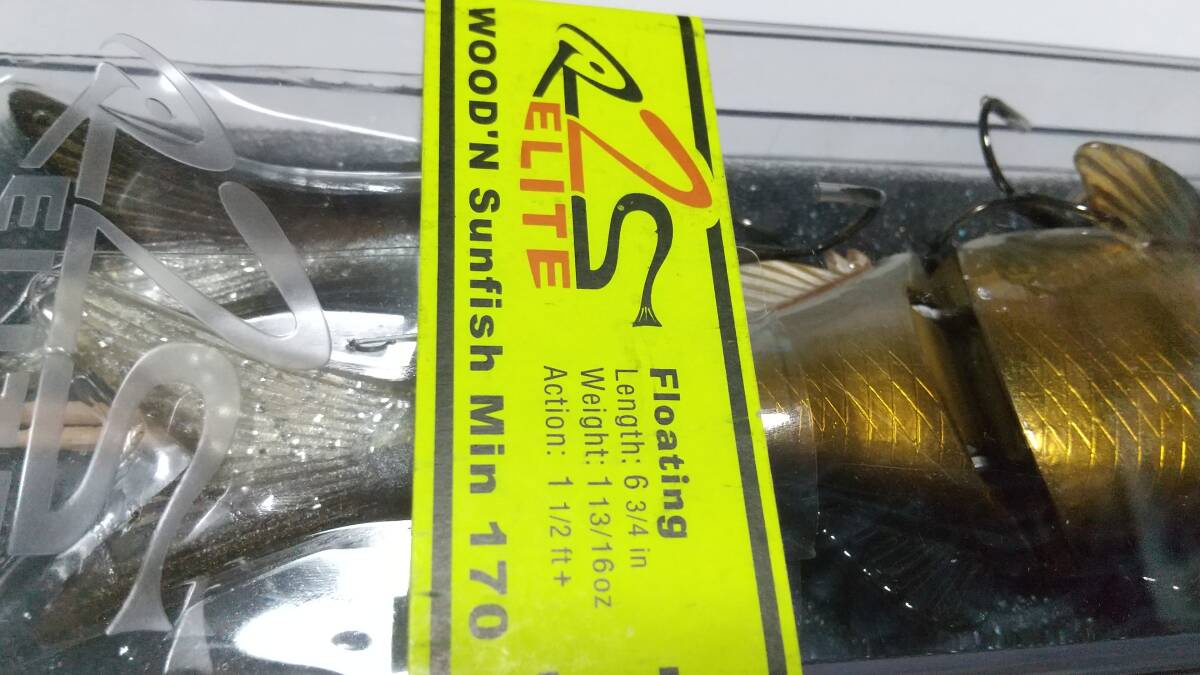 R2S
ELITE
Floating
Length: 6 3/4 in
Weight: 1 13/16oz
Action: 1 1/2 ft+
WOOD'N Sunfish Min 170
R2S